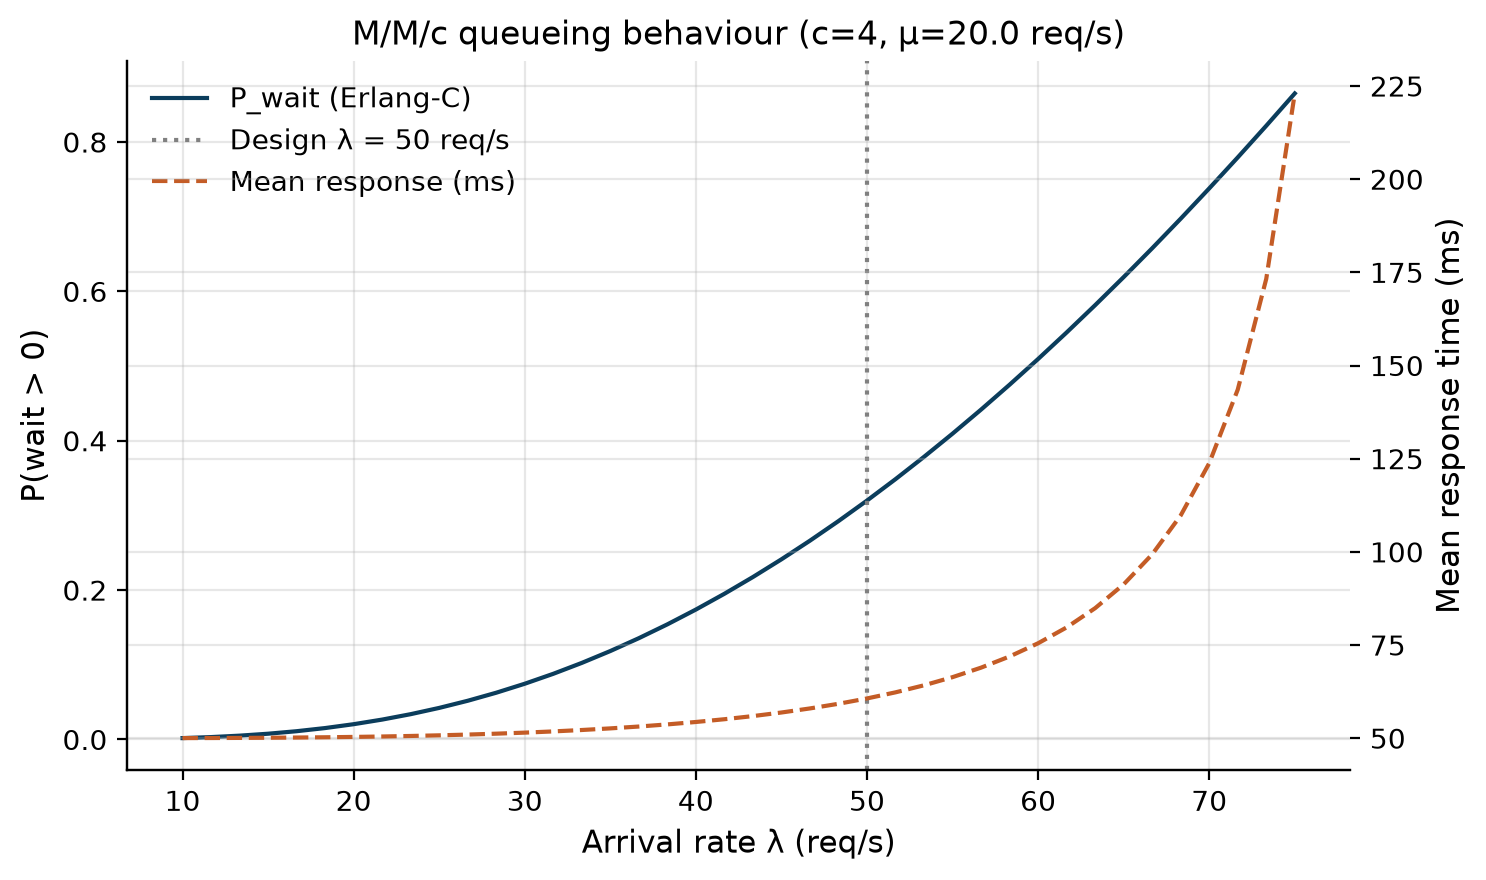 M/M/c queueing behaviour (c=4, μ=20.0 req/s)
P_wait (Erlang-C)
Design λ = 50 req/s
Mean response (ms)
P(wait > 0)
0.8
0.6
0.4
0.2
0.0
225
200
175
150
125
100
75
50
Mean response time (ms)
10 20 30 40 50 60 70
Arrival rate λ (req/s)